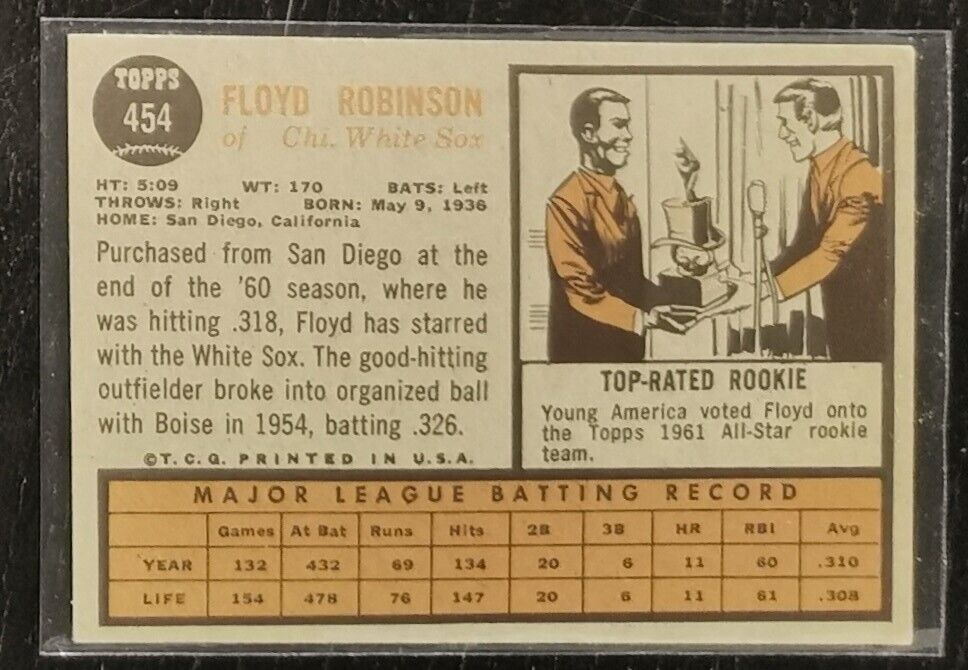 TOPPS
454
FLOYD ROBINSON
of Chi. White Sox
HT: 5:09 WT: 170 BATS: Left
THROWS: Right BORN: May 9, 1936
HOME: San Diego, California
Purchased from San Diego at the
end of the '60 season, where he
was hitting .318, Floyd has starred
with the White Sox. The good-hitting
outfielder broke into organized ball
with Boise in 1954, batting .326.
©T.C.G. PRINTED IN U.S.A.
TOP-RATED ROOKIE
Young America voted Floyd onto
the Topps 1961 All-Star rookie
team.
MAJOR LEAGUE BATTING RECORD
Games At Bat Runs Hits 2B 3B HR RBI Avg
YEAR 132 432 69 134 20 6 11 60 .310
LIFE 154 478 76 147 20 6 11 61 .308